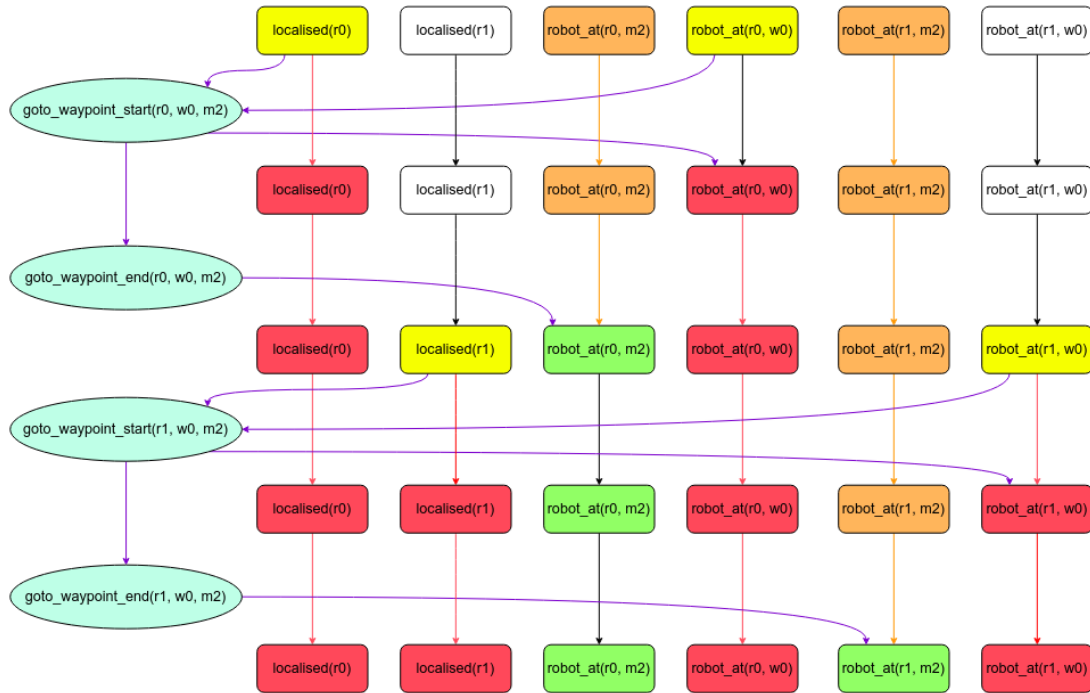 localised(r0)
localised(r1)
robot_at(r0, m2)
robot_at(r0, w0)
robot_at(r1, m2)
robot_at(r1, w0)
goto_waypoint_start(r0, w0, m2)
localised(r0)
localised(r1)
robot_at(r0, m2)
robot_at(r0, w0)
robot_at(r1, m2)
robot_at(r1, w0)
goto_waypoint_end(r0, w0, m2)
localised(r0)
localised(r1)
robot_at(r0, m2)
robot_at(r0, w0)
robot_at(r1, m2)
robot_at(r1, w0)
goto_waypoint_start(r1, w0, m2)
localised(r0)
localised(r1)
robot_at(r0, m2)
robot_at(r0, w0)
robot_at(r1, m2)
robot_at(r1, w0)
goto_waypoint_end(r1, w0, m2)
localised(r0)
localised(r1)
robot_at(r0, m2)
robot_at(r0, w0)
robot_at(r1, m2)
robot_at(r1, w0)